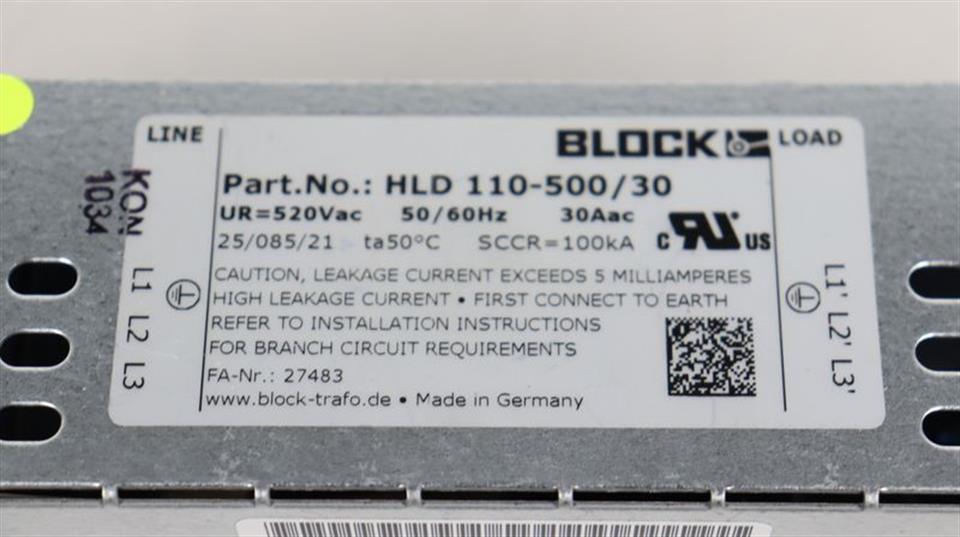 LINE
BLOCK
LOAD
KON
1034
Part.No.: HLD 110-500/30
UR=520Vac 50/60Hz 30Aac
25/085/21 ta50°C SCCR=100kA
C RU US
CAUTION, LEAKAGE CURRENT EXCEEDS 5 MILLIAMPERES
HIGH LEAKAGE CURRENT • FIRST CONNECT TO EARTH
REFER TO INSTALLATION INSTRUCTIONS
FOR BRANCH CIRCUIT REQUIREMENTS
FA-Nr.: 27483
www.block-trafo.de • Made in Germany
L1 L2 L3
L1' L2' L3'